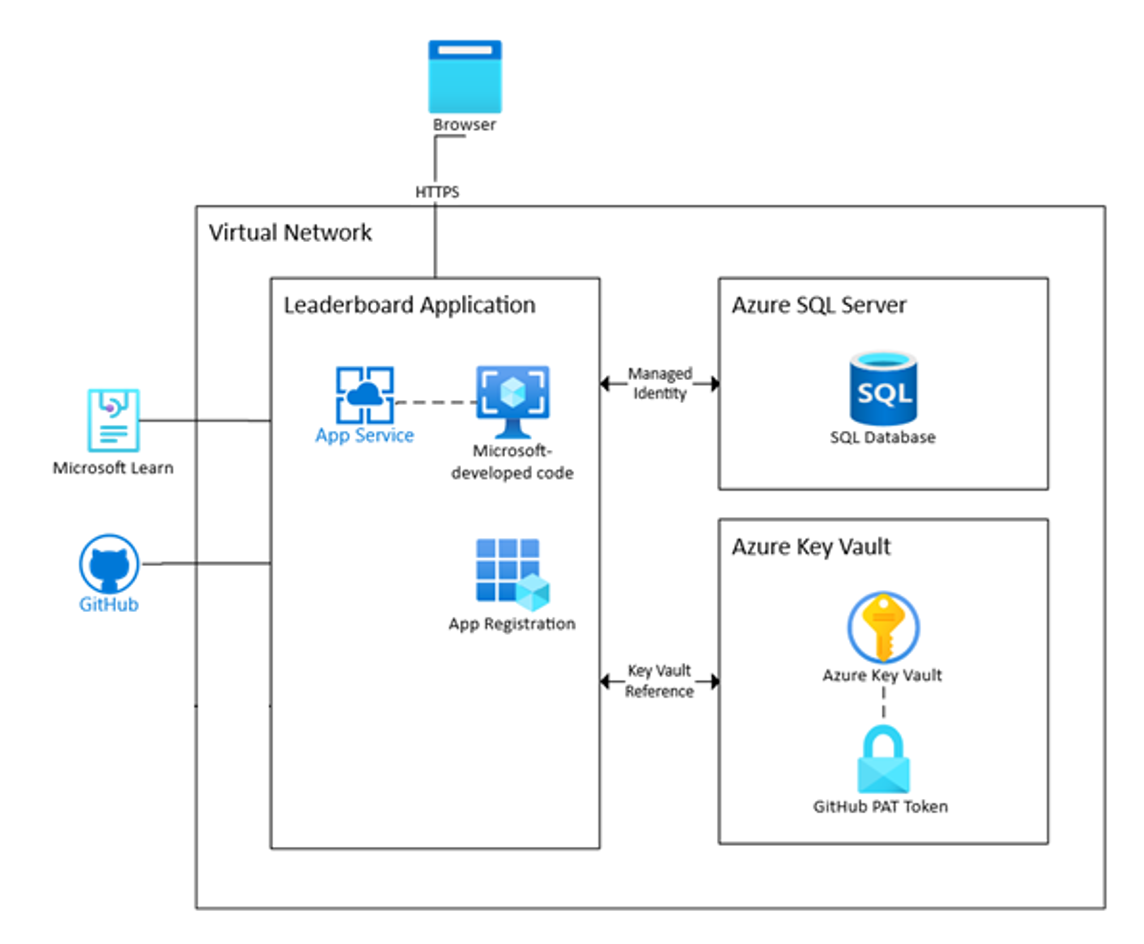 Browser
HTTPS
Virtual Network
Leaderboard Application
App Service
Microsoft-
developed code
App Registration
Microsoft Learn
GitHub
Managed
Identity
Key Vault
Reference
Azure SQL Server
SQL
SQL Database
Azure Key Vault
Azure Key Vault
GitHub PAT Token